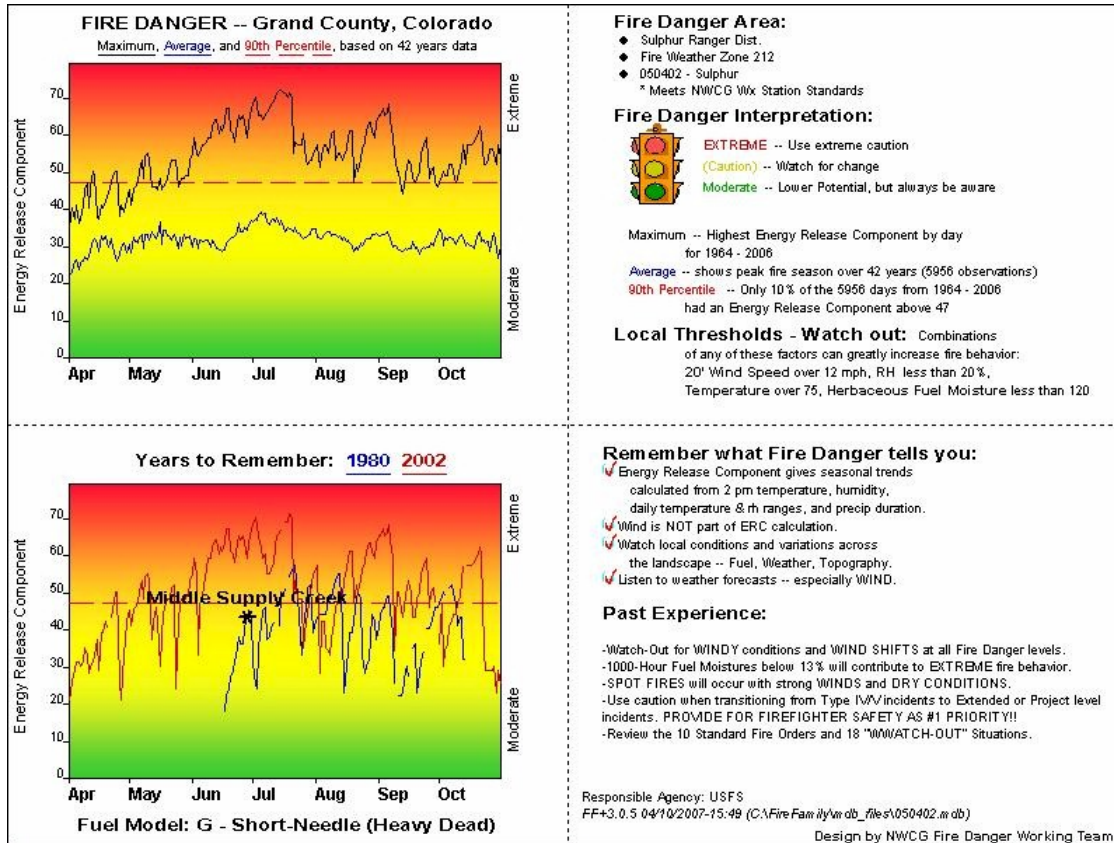 FIRE DANGER -- Grand County, Colorado
Maximum, Average, and 90th Percentile, based on 42 years data
Energy Release Component
70
60
50
40
30
20
10
0
Extreme
Moderate
Apr May Jun Jul Aug Sep Oct
Fire Danger Area:
Sulphur Ranger Dist.
Fire Weather Zone 212
050402 - Sulphur
* Meets NWCG Wx Station Standards
Fire Danger Interpretation:
EXTREME -- Use extreme caution
(Caution) -- Watch for change
Moderate -- Lower Potential, but always be aware
Maximum -- Highest Energy Release Component by day
for 1964 - 2006
Average -- shows peak fire season over 42 years (5956 observations)
90th Percentile -- Only 10% of the 5956 days from 1964 - 2006
had an Energy Release Component above 47
Local Thresholds - Watch out: Combinations
of any of these factors can greatly increase fire behavior:
20' Wind Speed over 12 mph, RH less than 20%,
Temperature over 75, Herbaceous Fuel Moisture less than 120
Years to Remember: 1980 2002
Energy Release Component
70
60
50
40
30
20
10
0
Extreme
Moderate
Middle Supply Creek
*
Apr May Jun Jul Aug Sep Oct
Fuel Model: G - Short-Needle (Heavy Dead)
Remember what Fire Danger tells you:
Energy Release Component gives seasonal trends
calculated from 2 pm temperature, humidity,
daily temperature & rh ranges, and precip duration.
Wind is NOT part of ERC calculation.
Watch local conditions and variations across
the landscape -- Fuel, Weather, Topography.
Listen to weather forecasts -- especially WIND.
Past Experience:
-Watch-Out for WINDY conditions and WIND SHIFTS at all Fire Danger levels.
-1000-Hour Fuel Moistures below 13% will contribute to EXTREME fire behavior.
-SPOT FIRES will occur with strong WINDS and DRY CONDITIONS.
-Use caution when transitioning from Type IV/V incidents to Extended or Project level
incidents. PROVIDE FOR FIREFIGHTER SAFETY AS #1 PRIORITY!!
-Review the 10 Standard Fire Orders and 18 "WWATCH-OUT" Situations.
Responsible Agency: USFS
FF+3.0.5 04/10/2007-15:49 (C:\FireFamily\mdb_files\050402.mdb)
Design by NWCG Fire Danger Working Team